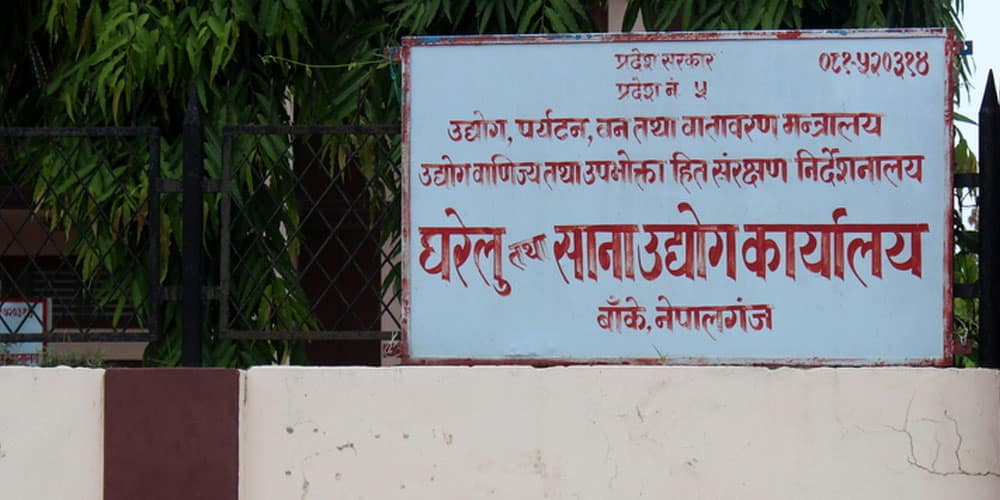 प्रदेश सरकार
०८१-५२०३१४
प्रदेश नं ५
उद्योग, पर्यटन, वन तथा वातावरण मन्त्रालय
उद्योग वाणिज्य तथा उपभोक्ता हित संरक्षण निर्देशनालय
घरेलु तथा साना उद्योग कार्यालय
बाँके, नेपालगंज